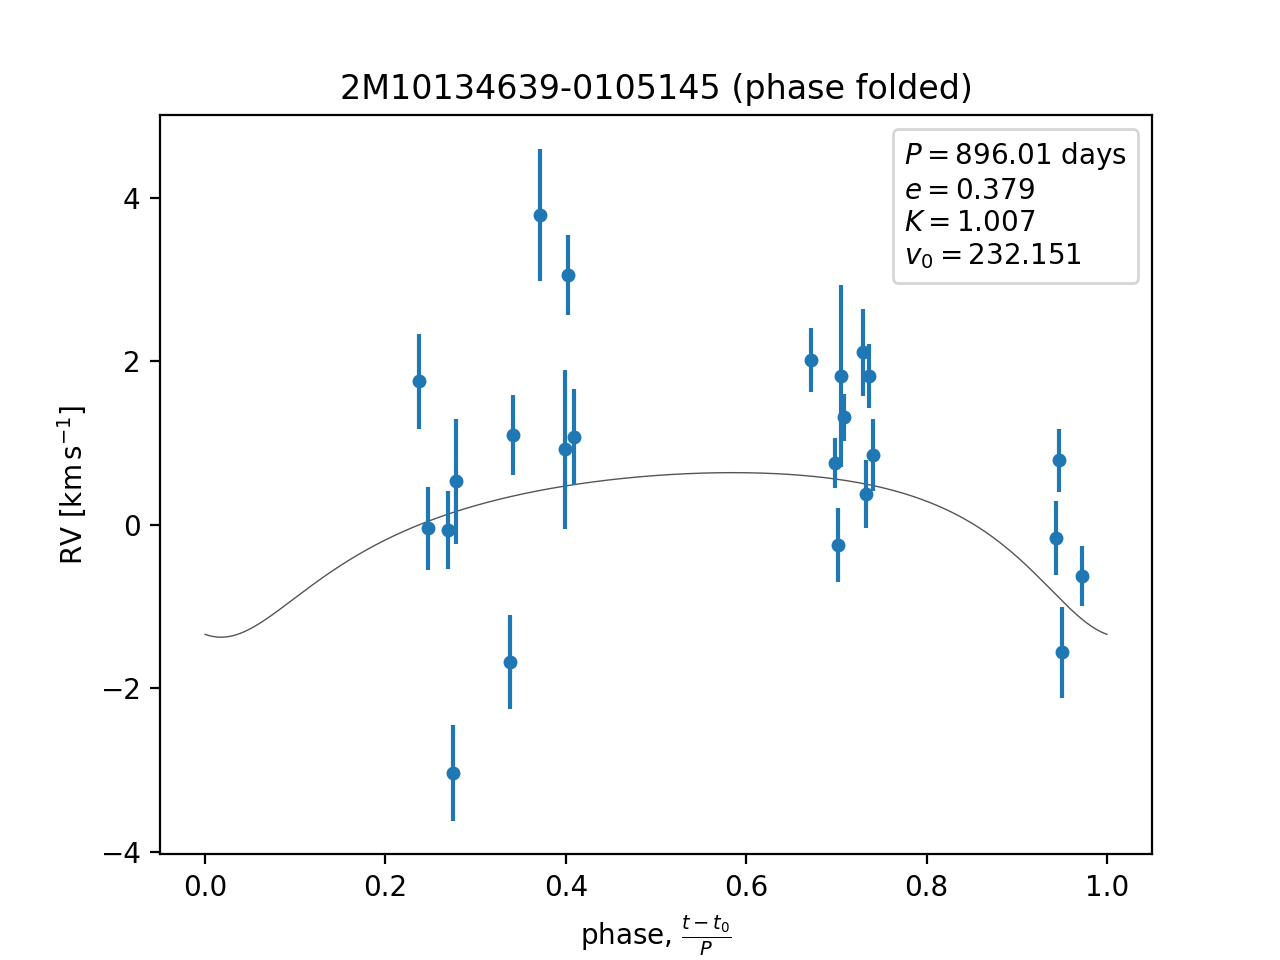 2M10134639-0105145 (phase folded)
P = 896.01 days
e = 0.379
K = 1.007
v₀ = 232.151
4
2
0
−2
−4
RV [km s⁻¹]
0.0 0.2 0.4 0.6 0.8 1.0
phase, (t − t₀)/P